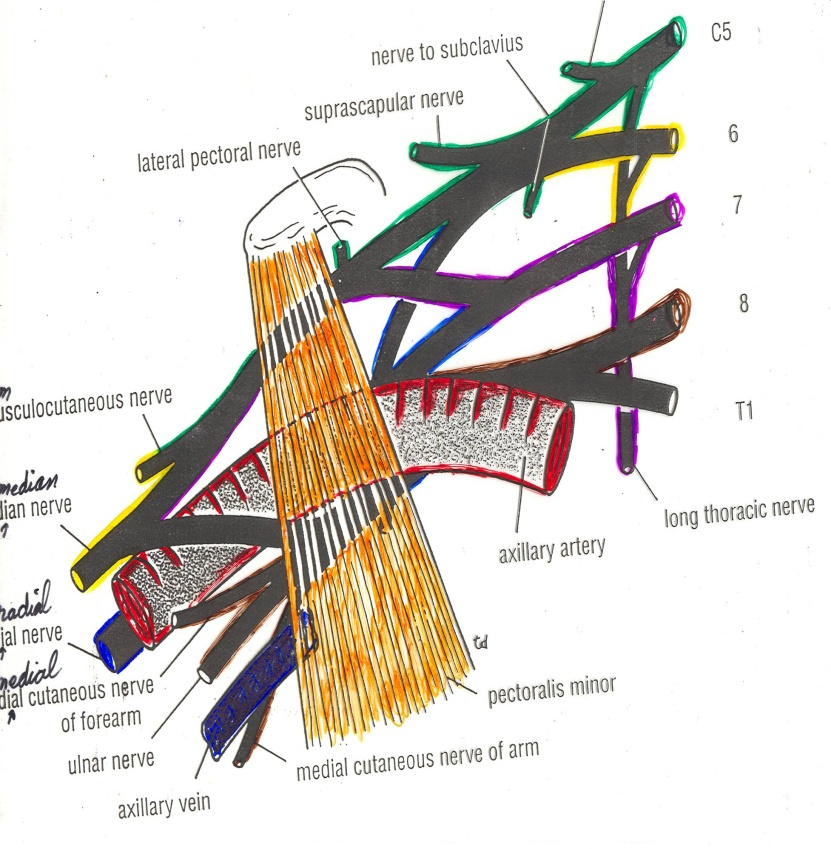 C5
nerve to subclavius
suprascapular nerve
6
lateral pectoral nerve
7
8
usculocutaneous nerve
T1
median
dian nerve
long thoracic nerve
axillary artery
radial
ial nerve
medial
dial cutaneous nerve
of forearm
td
pectoralis minor
ulnar nerve
medial cutaneous nerve of arm
axillary vein